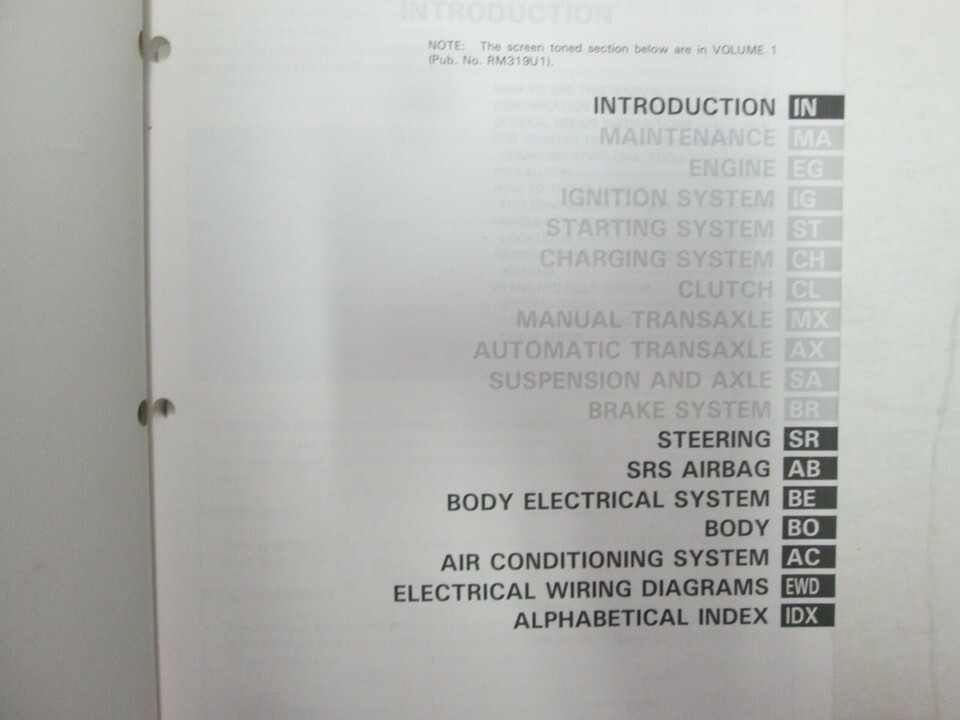 INTRODUCTION
NOTE: The screen toned section below are in VOLUME 1
(Pub. No. RM319U1).
INTRODUCTION IN
MAINTENANCE MA
ENGINE EG
IGNITION SYSTEM IG
STARTING SYSTEM ST
CHARGING SYSTEM CH
CLUTCH CL
MANUAL TRANSAXLE MX
AUTOMATIC TRANSAXLE AX
SUSPENSION AND AXLE SA
BRAKE SYSTEM BR
STEERING SR
SRS AIRBAG AB
BODY ELECTRICAL SYSTEM BE
BODY BO
AIR CONDITIONING SYSTEM AC
ELECTRICAL WIRING DIAGRAMS EWD
ALPHABETICAL INDEX IDX